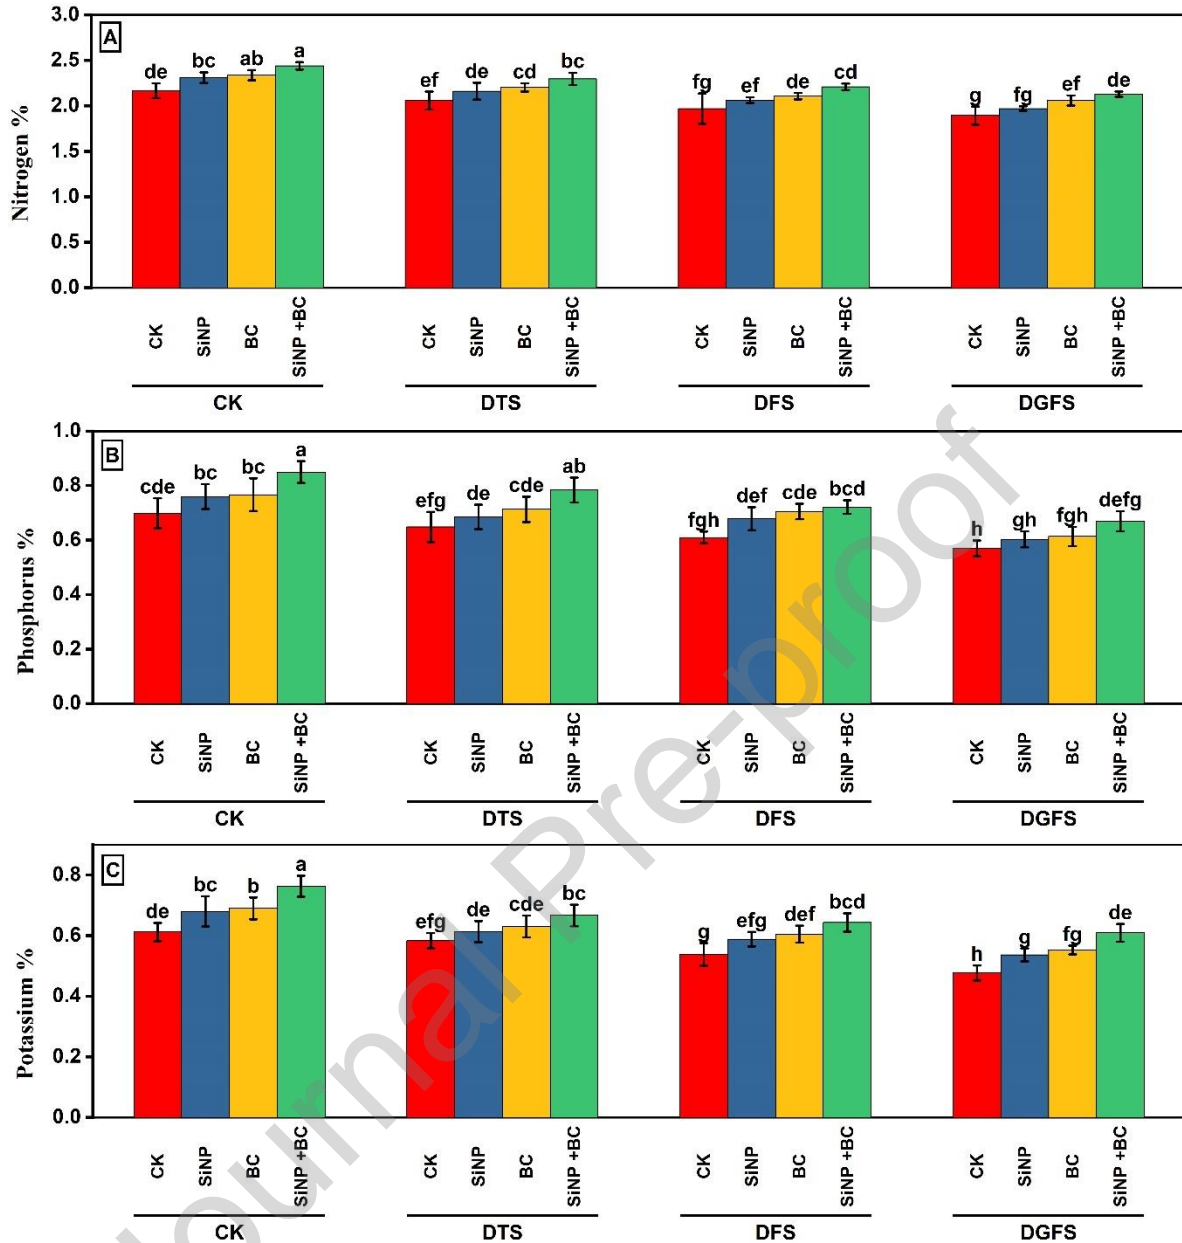 A
3.0
2.5
2.0
1.5
1.0
0.5
0.0
Nitrogen %
de bc ab a ef de cd bc fg ef de cd g fg ef de
CK SiNP BC SiNP +BC CK SiNP BC SiNP +BC CK SiNP BC SiNP +BC CK SiNP BC SiNP +BC
CK DTS DFS DGFS
B
1.0
0.8
0.6
0.4
0.2
0.0
Phosphorus %
cde bc bc a efg de cde ab fgh def cde bcd h gh fgh defg
CK SiNP BC SiNP +BC CK SiNP BC SiNP +BC CK SiNP BC SiNP +BC CK SiNP BC SiNP +BC
CK DTS DFS DGFS
C
0.8
0.6
0.4
0.2
0.0
Potassium %
de bc b a efg de cde bc g efg def bcd h g fg de
CK SiNP BC SiNP +BC CK SiNP BC SiNP +BC CK SiNP BC SiNP +BC CK SiNP BC SiNP +BC
CK DTS DFS DGFS
Journal Pre-proof